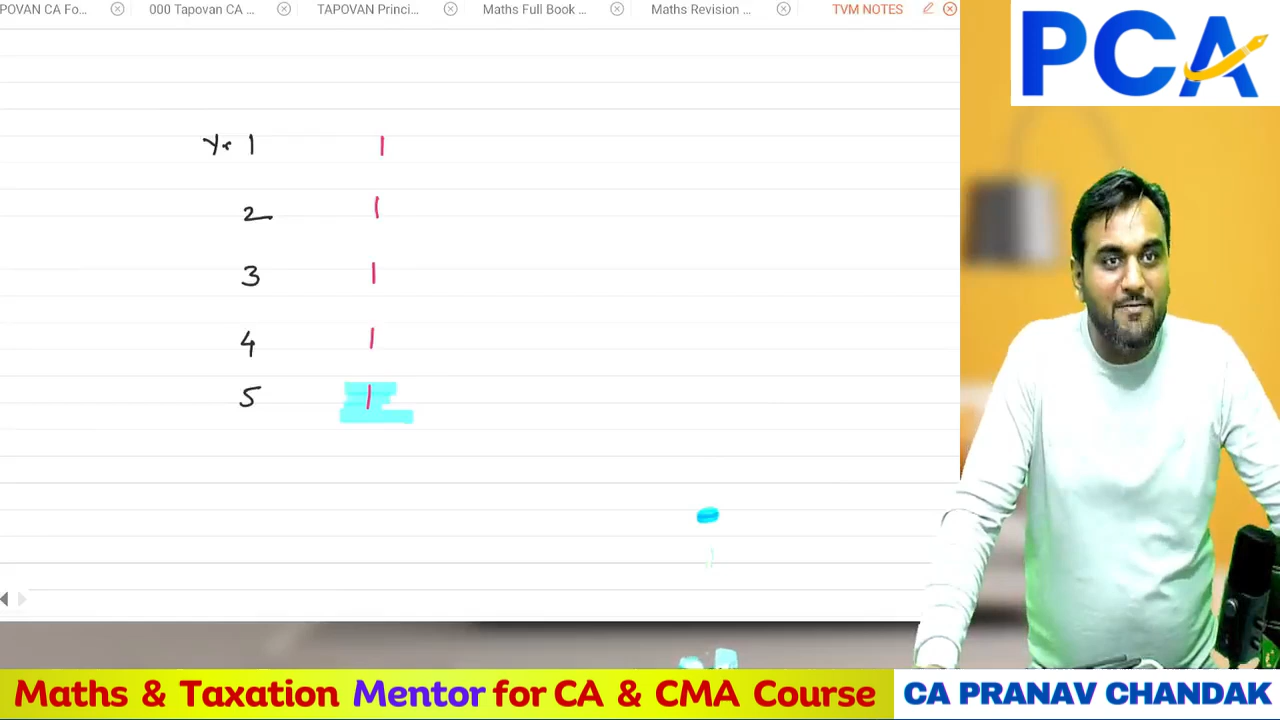 POVAN CA Fo... 000 Tapovan CA ... TAPOVAN Princi... Maths Full Book ... Maths Revision ... TVM NOTES
PCA
Yr 1 1
2 1
3 1
4 1
5 1
Maths & Taxation Mentor for CA & CMA Course
CA PRANAV CHANDAK